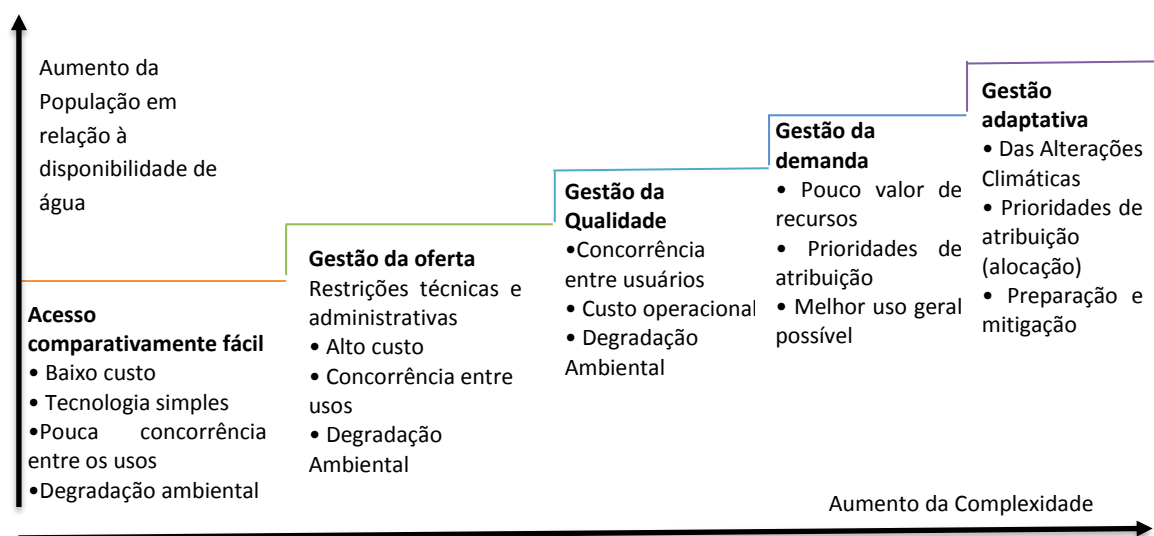 Aumento da
População em
relação à
disponibilidade de
água
Acesso
comparativamente fácil
• Baixo custo
• Tecnologia simples
•Pouca concorrência
entre os usos
•Degradação ambiental
Gestão da oferta
Restrições técnicas e
administrativas
• Alto custo
• Concorrência entre
usos
• Degradação
Ambiental
Gestão da
Qualidade
•Concorrência
entre usuários
• Custo operacional
• Degradação
Ambiental
Gestão da
demanda
• Pouco valor de
recursos
• Prioridades de
atribuição
• Melhor uso geral
possível
Gestão
adaptativa
• Das Alterações
Climáticas
• Prioridades de
atribuição
(alocação)
• Preparação e
mitigação
Aumento da Complexidade